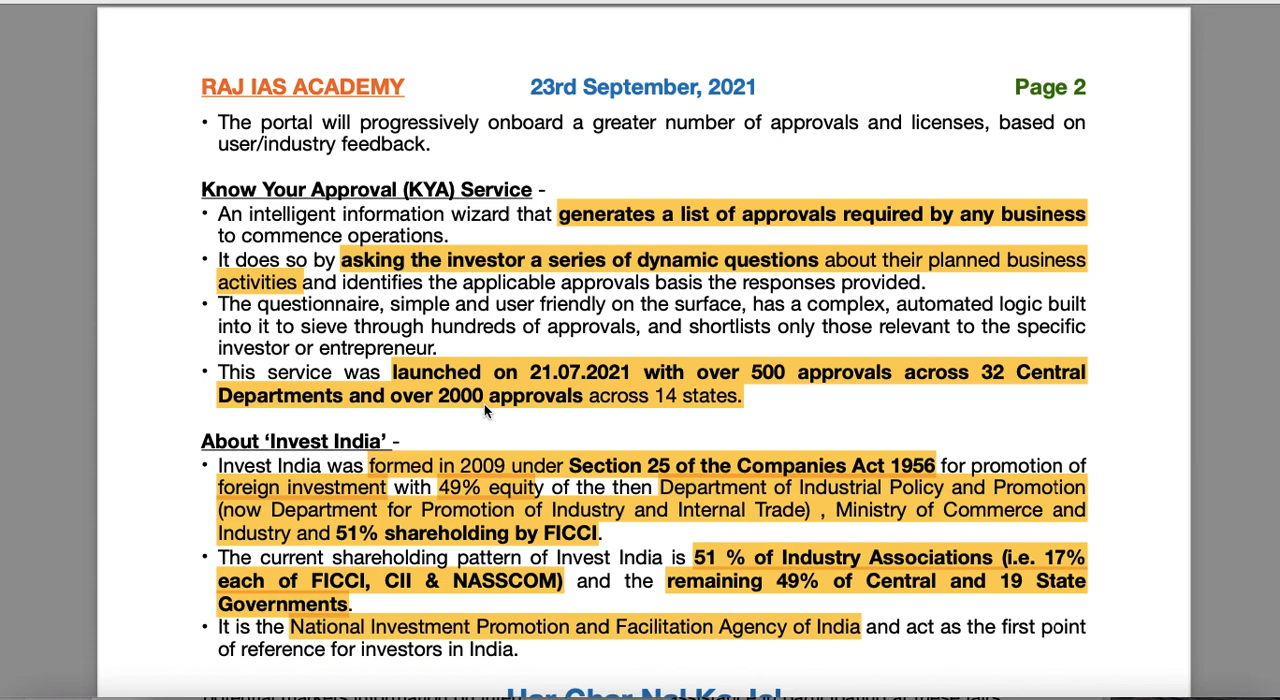 RAJ IAS ACADEMY 23rd September, 2021 Page 2
• The portal will progressively onboard a greater number of approvals and licenses, based on
user/industry feedback.
Know Your Approval (KYA) Service -
• An intelligent information wizard that generates a list of approvals required by any business
to commence operations.
• It does so by asking the investor a series of dynamic questions about their planned business
activities and identifies the applicable approvals basis the responses provided.
• The questionnaire, simple and user friendly on the surface, has a complex, automated logic built
into it to sieve through hundreds of approvals, and shortlists only those relevant to the specific
investor or entrepreneur.
• This service was launched on 21.07.2021 with over 500 approvals across 32 Central
Departments and over 2000 approvals across 14 states.
About ‘Invest India’ -
• Invest India was formed in 2009 under Section 25 of the Companies Act 1956 for promotion of
foreign investment with 49% equity of the then Department of Industrial Policy and Promotion
(now Department for Promotion of Industry and Internal Trade) , Ministry of Commerce and
Industry and 51% shareholding by FICCI.
• The current shareholding pattern of Invest India is 51 % of Industry Associations (i.e. 17%
each of FICCI, CII & NASSCOM) and the remaining 49% of Central and 19 State
Governments.
• It is the National Investment Promotion and Facilitation Agency of India and act as the first point
of reference for investors in India.